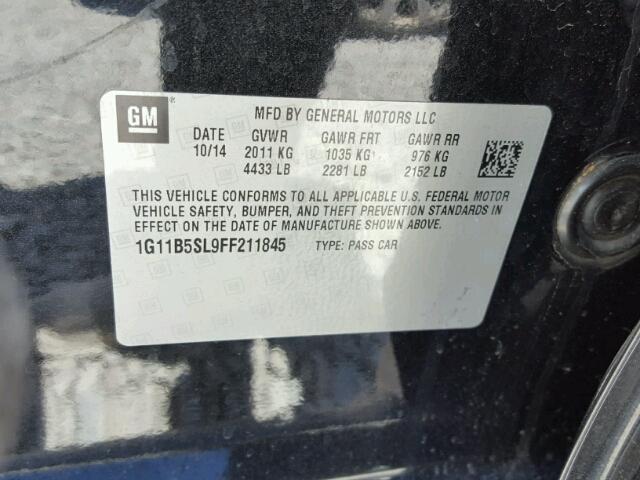 GM ®
MFD BY GENERAL MOTORS LLC
DATE GVWR GAWR FRT GAWR RR
10/14 2011 KG 1035 KG 976 KG
4433 LB 2281 LB 2152 LB
THIS VEHICLE CONFORMS TO ALL APPLICABLE U.S. FEDERAL MOTOR
VEHICLE SAFETY, BUMPER, AND THEFT PREVENTION STANDARDS IN
EFFECT ON THE DATE OF MANUFACTURE SHOWN ABOVE.
1G11B5SL9FF211845 TYPE: PASS CAR